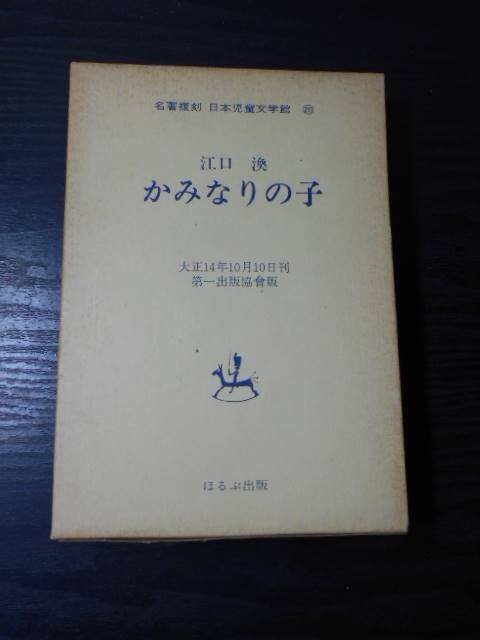 名著復刻 日本児童文学館
江口 渙
かみなりの子
大正14年10月10日刊
第一出版協會版
ほるぷ出版